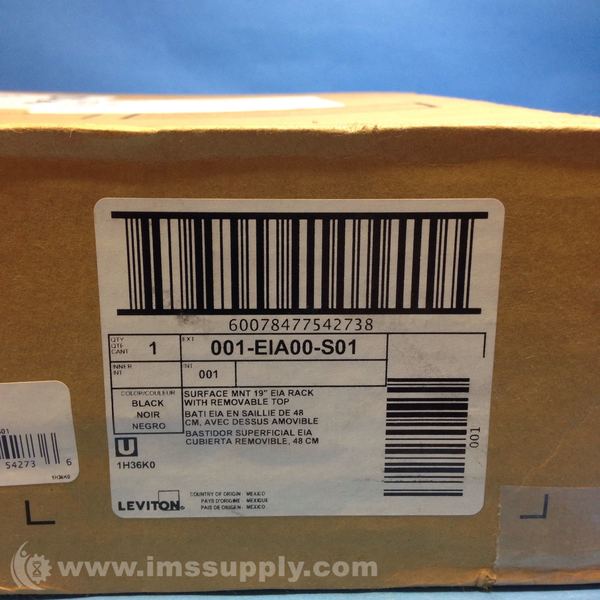 60078477542738
QTY
QTE
CANT
1
EXT
001-EIA00-S01
INNER
INT
INT
001
COLOR/COULEUR
BLACK
NOIR
NEGRO
SURFACE MNT 19" EIA RACK
WITH REMOVABLE TOP
BATI EIA EN SAILLIE DE 48
CM, AVEC DESSUS AMOVIBLE
BASTIDOR SUPERFICIAL EIA
CUBIERTA REMOVIBLE, 48 CM
U
1H36K0
LEVITON®
COUNTRY OF ORIGIN MEXICO
PAYS D'ORIGINE MEXIQUE
PAIS DE ORIGEN MEXICO
001
S01
54273 6
1H36K0
www.imssupply.com